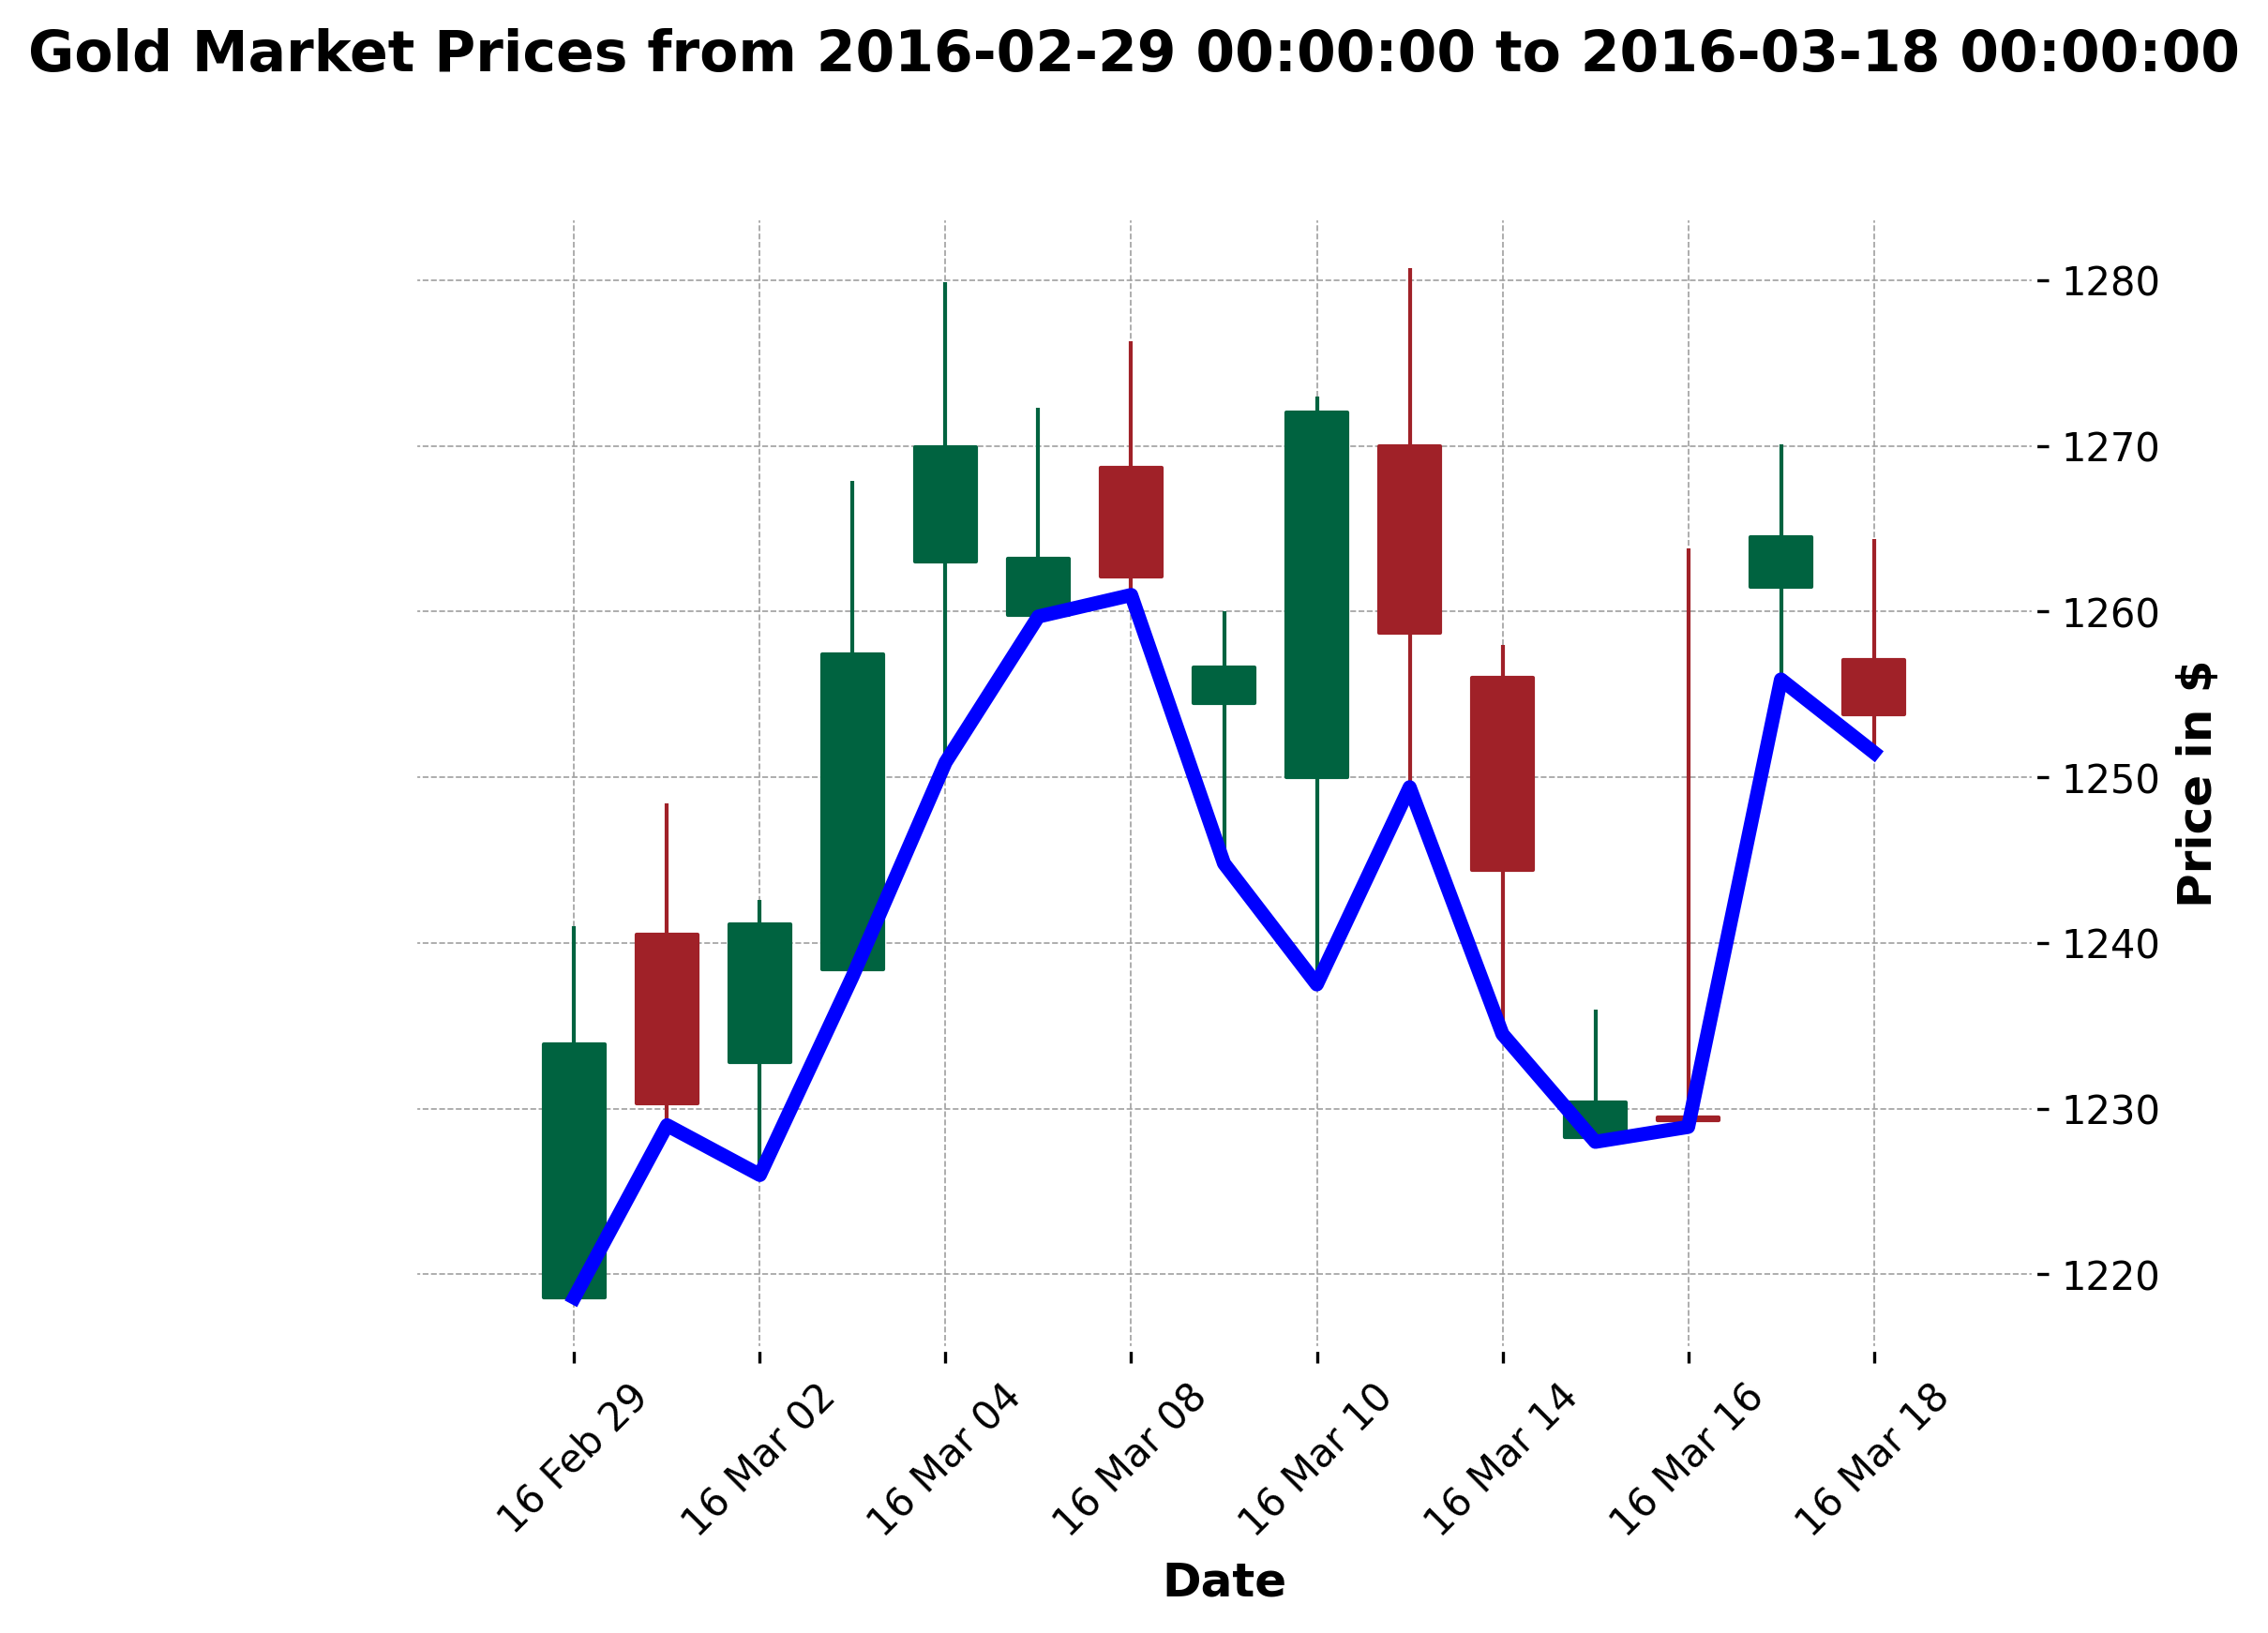 Gold Market Prices from 2016-02-29 00:00:00 to 2016-03-18 00:00:00
1280
1270
1260
1250
1240
1230
1220
Price in $
16 Feb 29
16 Mar 02
16 Mar 04
16 Mar 08
16 Mar 10
16 Mar 14
16 Mar 16
16 Mar 18
Date